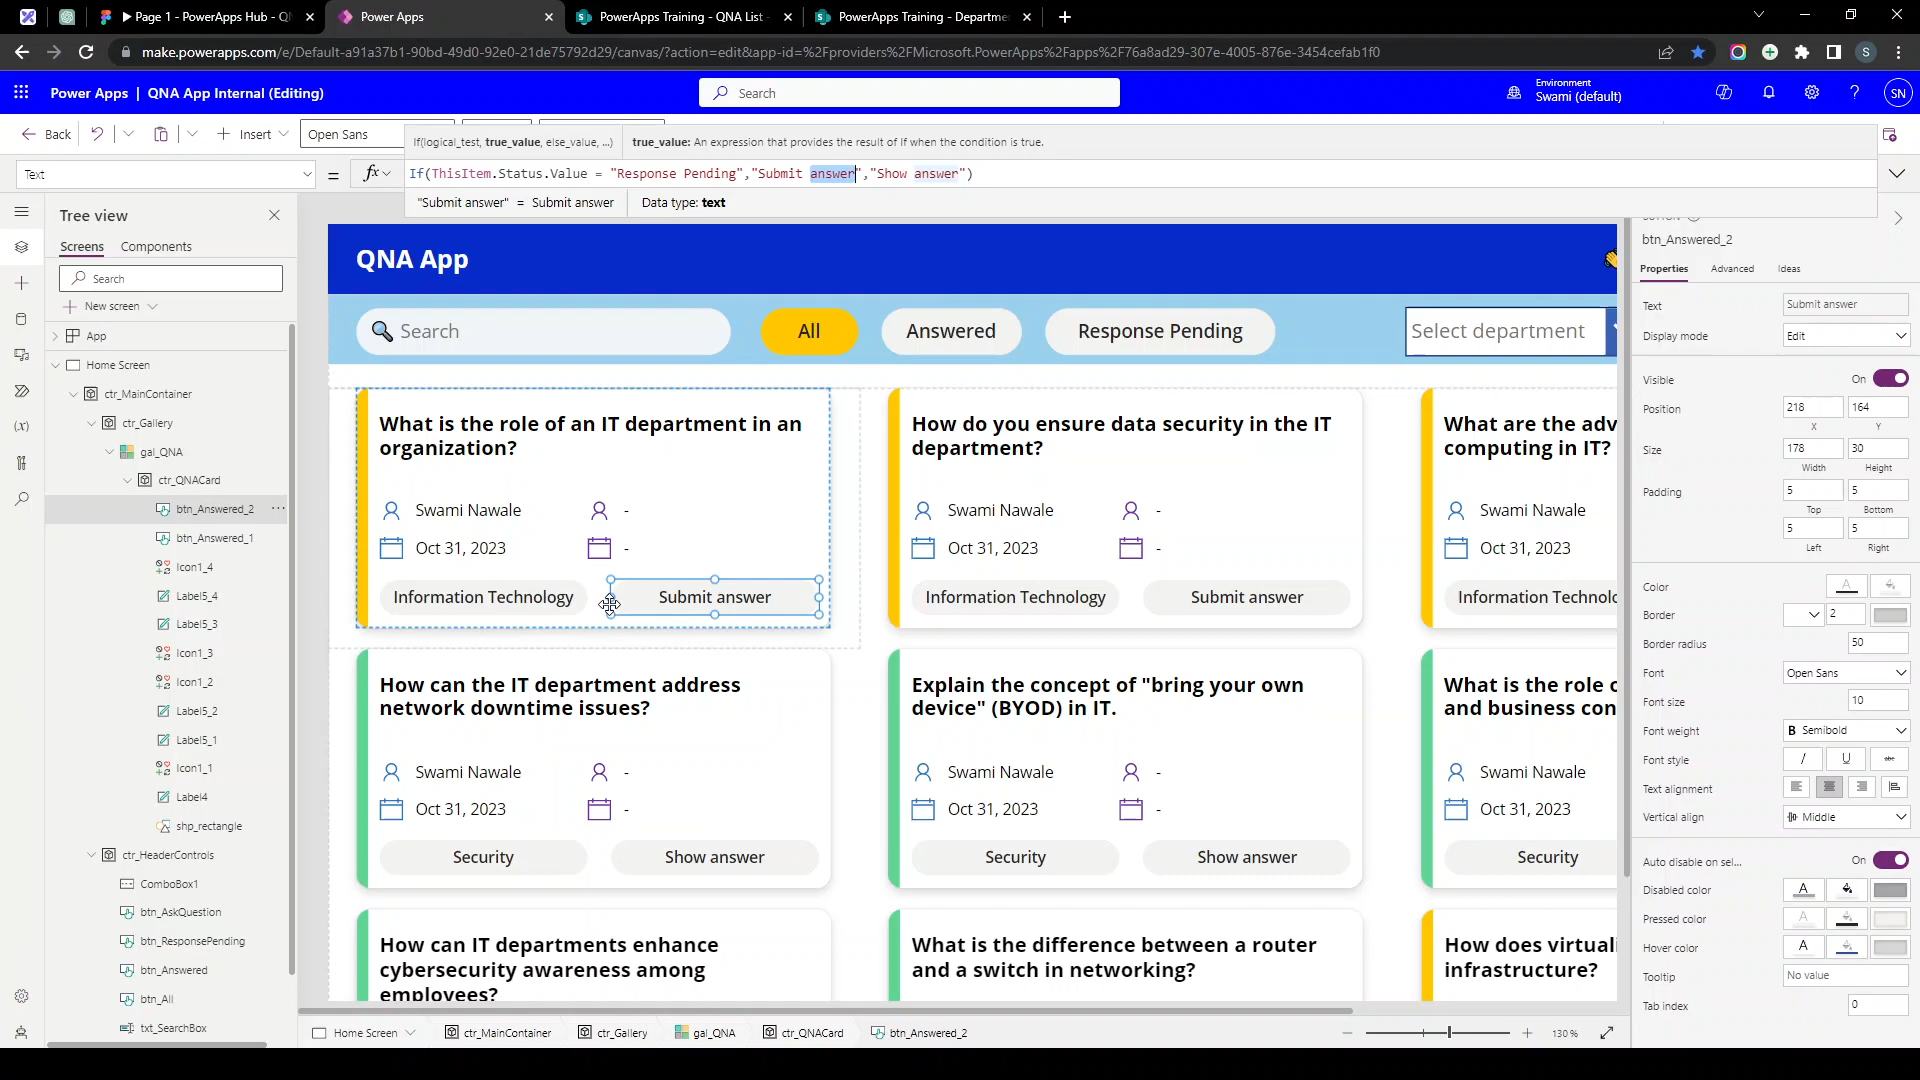 Page 1 - PowerApps Hub - QN
Power Apps
PowerApps Training - QNA List -
PowerApps Training - Departme
make.powerapps.com/e/Default-a91a37b1-90bd-49d0-92e0-21de75792d29/canvas/?action=edit&app-id=%2Fproviders%2FMicrosoft.PowerApps%2Fapps%2F76a8ad29-307e-4005-876e-3454cefab1f0
S
Power Apps | QNA App Internal (Editing)
Search
Environment
Swami (default)
SN
Back
Insert
Open Sans
If(logical_test, true_value, else_value, ...)
true_value: An expression that provides the result of If when the condition is true.
Text
=
fx
If(ThisItem.Status.Value = "Response Pending","Submit answer","Show answer")
"Submit answer" = Submit answer
Data type: text
Tree view
Screens
Components
Search
New screen
App
Home Screen
ctr_MainContainer
ctr_Gallery
gal_QNA
ctr_QNACard
btn_Answered_2
btn_Answered_1
Icon1_4
Label5_4
Label5_3
Icon1_3
Icon1_2
Label5_2
Label5_1
Icon1_1
Label4
shp_rectangle
ctr_HeaderControls
ComboBox1
btn_AskQuestion
btn_ResponsePending
btn_Answered
btn_All
txt_SearchBox
QNA App
Search
All
Answered
Response Pending
Select department
What is the role of an IT department in an
organization?
Swami Nawale
-
Oct 31, 2023
-
Information Technology
Submit answer
How do you ensure data security in the IT
department?
Swami Nawale
-
Oct 31, 2023
-
Information Technology
Submit answer
What are the adv
computing in IT?
Swami Nawale
Oct 31, 2023
Information Technolo
How can the IT department address
network downtime issues?
Swami Nawale
-
Oct 31, 2023
-
Security
Show answer
Explain the concept of "bring your own
device" (BYOD) in IT.
Swami Nawale
-
Oct 31, 2023
-
Security
Show answer
What is the role o
and business con
Swami Nawale
Oct 31, 2023
Security
How can IT departments enhance
cybersecurity awareness among
employees?
What is the difference between a router
and a switch in networking?
How does virtuali
infrastructure?
Home Screen
ctr_MainContainer
ctr_Gallery
gal_QNA
ctr_QNACard
btn_Answered_2
130 %
btn_Answered_2
Properties
Advanced
Ideas
Text
Submit answer
Display mode
Edit
Visible
On
Position
218
164
X
Y
Size
178
30
Width
Height
Padding
5
5
Top
Bottom
5
5
Left
Right
Color
Border
2
Border radius
50
Font
Open Sans
Font size
10
Font weight
B Semibold
Font style
/
U
abc
Text alignment
Vertical align
Middle
Auto disable on sel...
On
Disabled color
Pressed color
Hover color
Tooltip
No value
Tab index
0